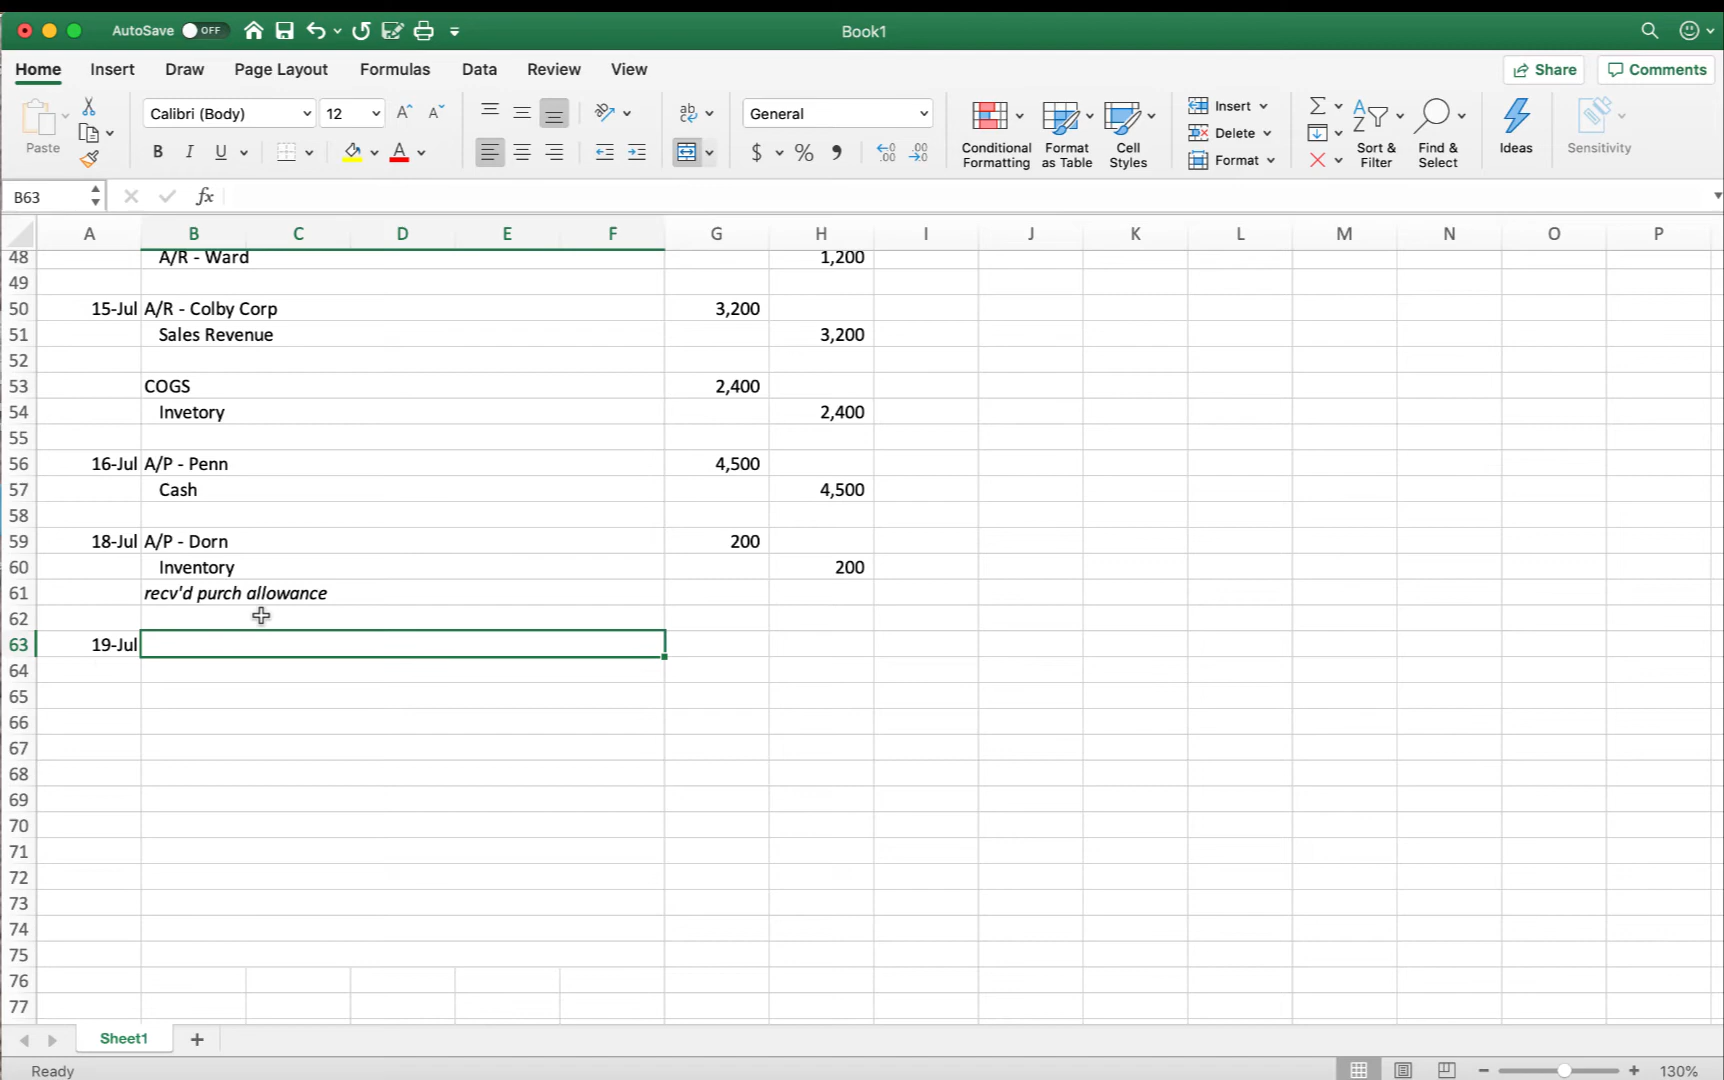 AutoSave OFF Book1
Home Insert Draw Page Layout Formulas Data Review View Share Comments
Paste Calibri (Body) 12 A^ Aˇ B I U A ab General $ % 9 Conditional Formatting Format as Table Cell Styles Insert Delete Format Sort & Filter Find & Select Ideas Sensitivity
B63 fx
A B C D E F G H I J K L M N O P
48 A/R - Ward 1,200
49
50 15-Jul A/R - Colby Corp 3,200
51 Sales Revenue 3,200
52
53 COGS 2,400
54 Invetory 2,400
55
56 16-Jul A/P - Penn 4,500
57 Cash 4,500
58
59 18-Jul A/P - Dorn 200
60 Inventory 200
61 recv'd purch allowance
62
63 19-Jul
64
65
66
67
68
69
70
71
72
73
74
75
76
77
Sheet1 +
Ready 130%